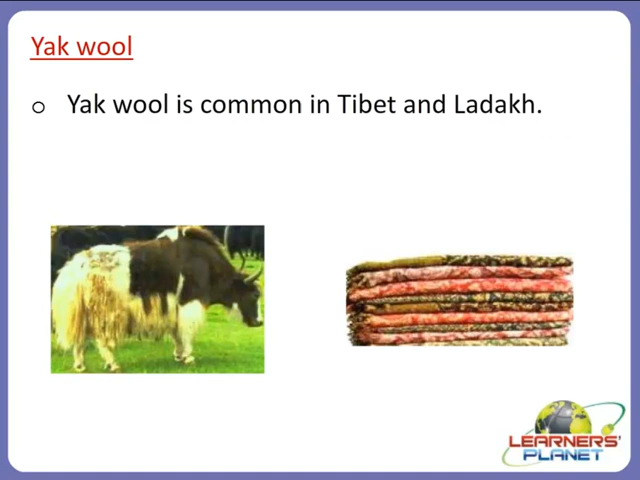 Yak wool
o Yak wool is common in Tibet and Ladakh.
LEARNERS'
PLANET